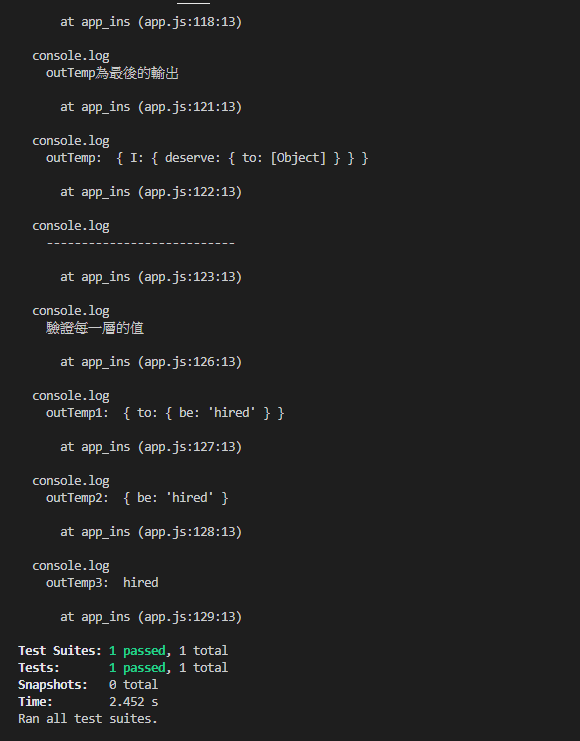 at app_ins (app.js:118:13)
console.log
outTemp為最後的輸出
at app_ins (app.js:121:13)
console.log
outTemp:  { I: { deserve: { to: [Object] } } }
at app_ins (app.js:122:13)
console.log
---------------------------
at app_ins (app.js:123:13)
console.log
驗證每一層的值
at app_ins (app.js:126:13)
console.log
outTemp1:  { to: { be: 'hired' } }
at app_ins (app.js:127:13)
console.log
outTemp2:  { be: 'hired' }
at app_ins (app.js:128:13)
console.log
outTemp3:  hired
at app_ins (app.js:129:13)
Test Suites: 1 passed, 1 total
Tests:       1 passed, 1 total
Snapshots:   0 total
Time:        2.452 s
Ran all test suites.